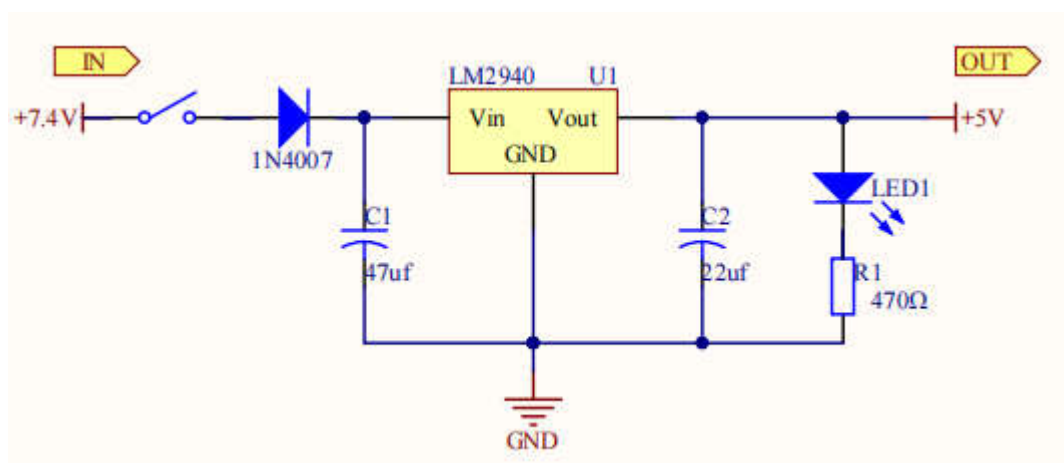 IN
OUT
LM2940 U1
+7.4V
Vin Vout
+5V
GND
1N4007
LED1
C1
C2
47uf
22uf
R1
470Ω
GND